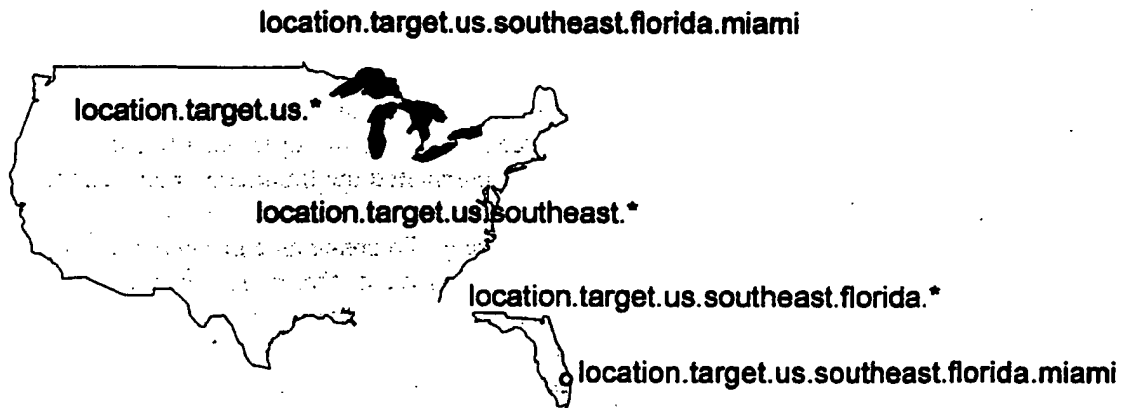 location.target.us.southeast.florida.miami
location.target.us.*
location.target.us.southeast.*
location.target.us.southeast.florida.*
location.target.us.southeast.florida.miami